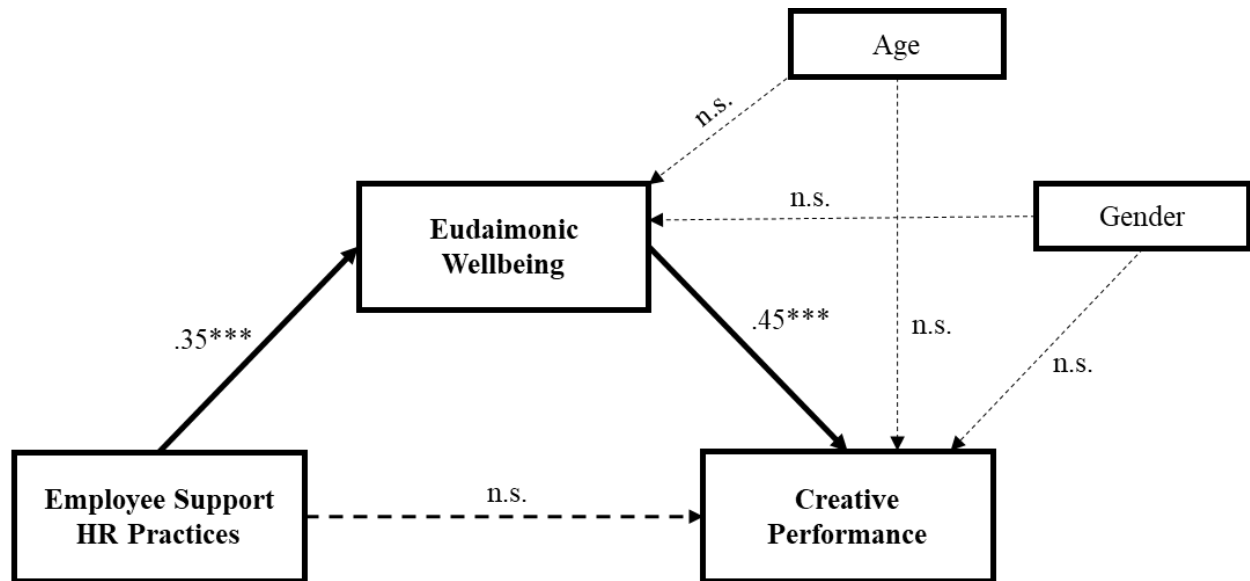 Age
n.s.
n.s.
Gender
Eudaimonic
Wellbeing
.35***
.45***
n.s.
n.s.
Employee Support
HR Practices
n.s.
Creative
Performance